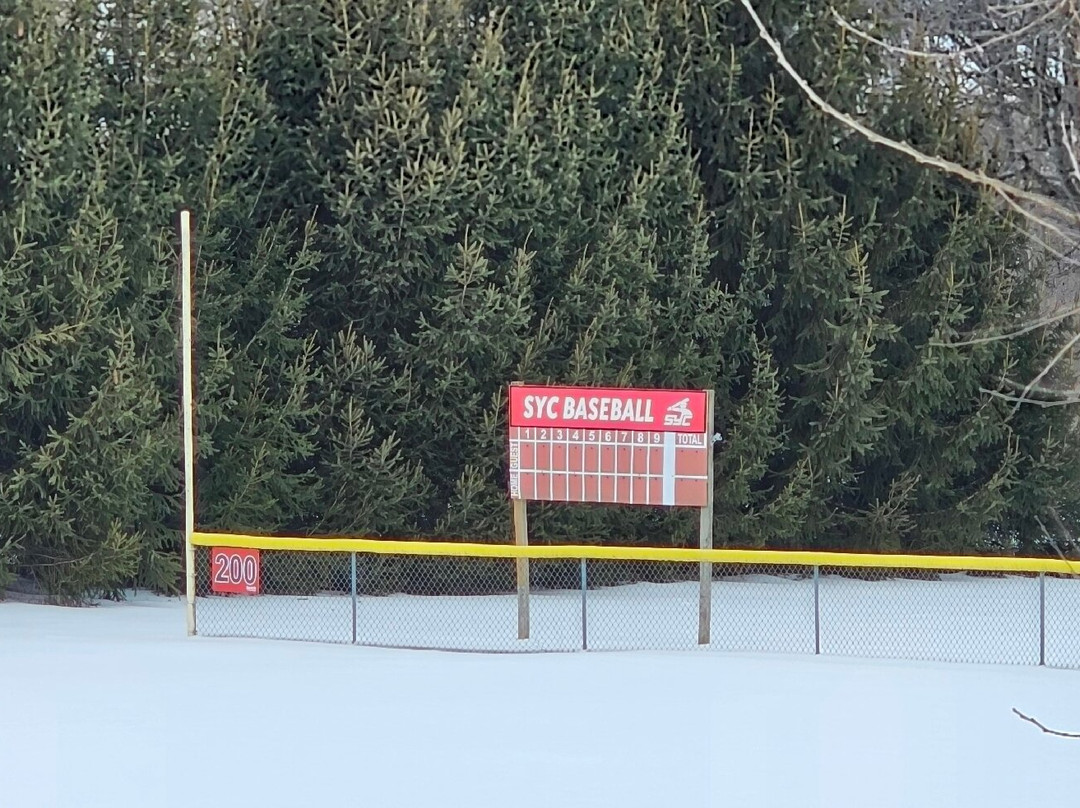 SYC BASEBALL SYC
1 2 3 4 5 6 7 8 9 TOTAL
GUEST
HOME
200